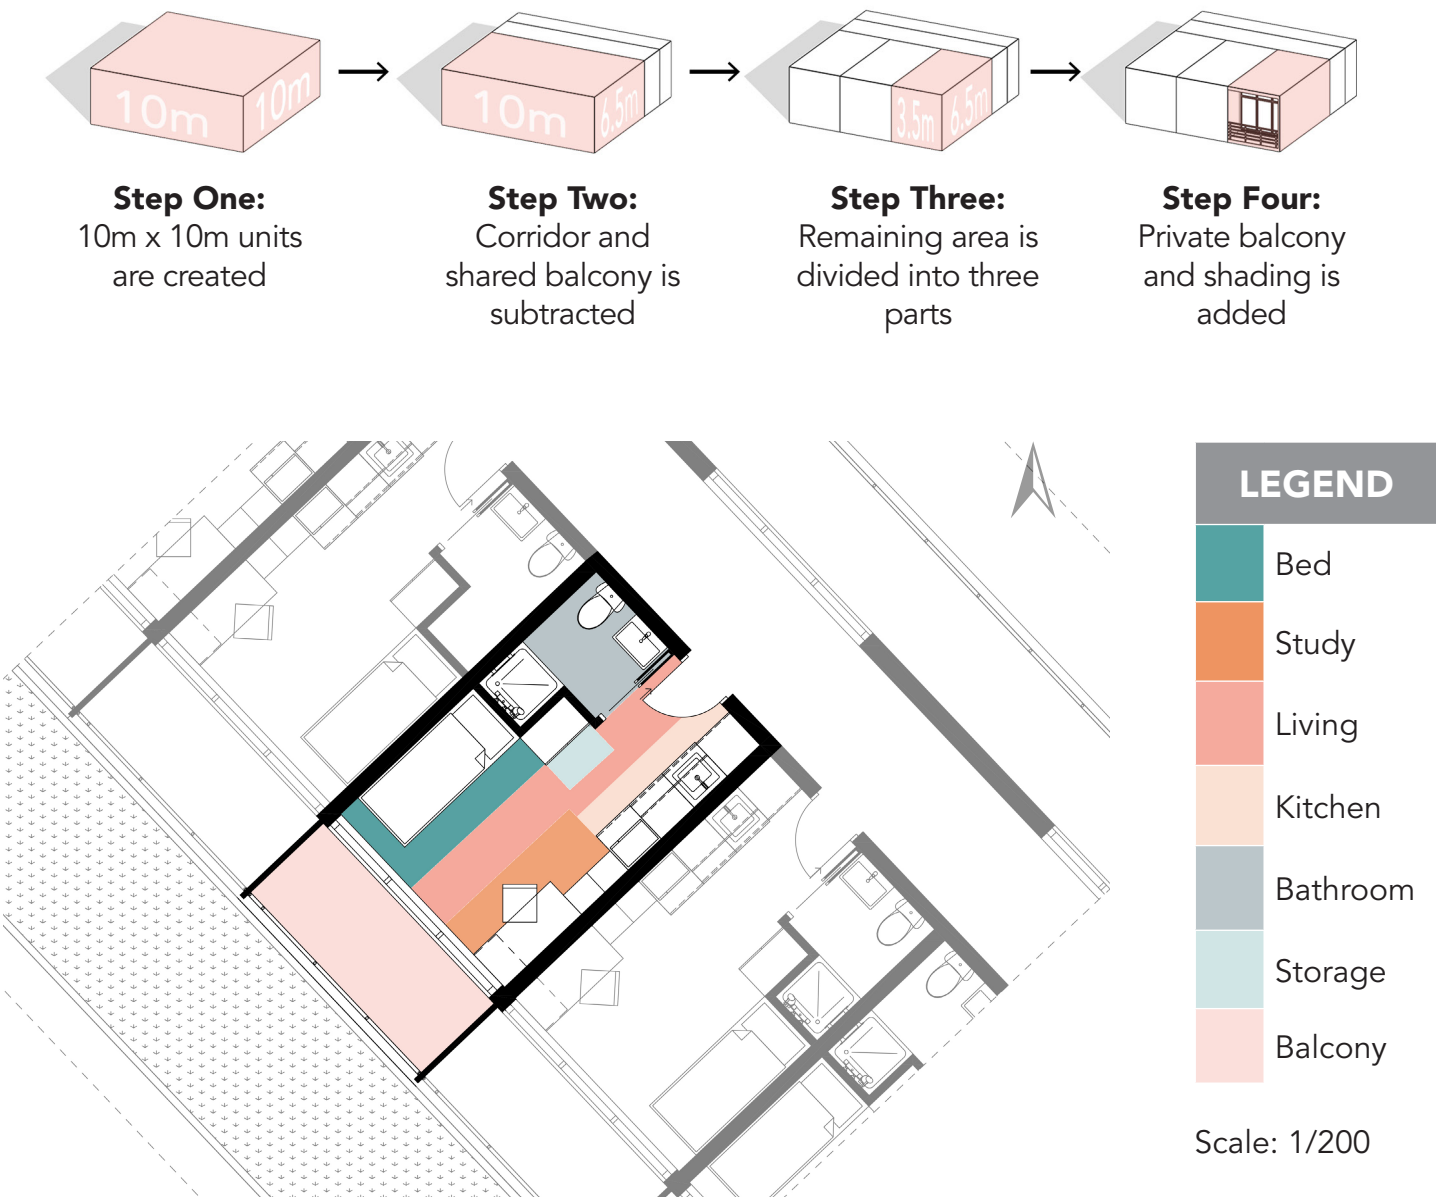 10m
10m
10m
6.5m
3.5m
6.5m
Step One:
10m x 10m units
are created
Step Two:
Corridor and
shared balcony is
subtracted
Step Three:
Remaining area is
divided into three
parts
Step Four:
Private balcony
and shading is
added
LEGEND
Bed
Study
Living
Kitchen
Bathroom
Storage
Balcony
Scale: 1/200